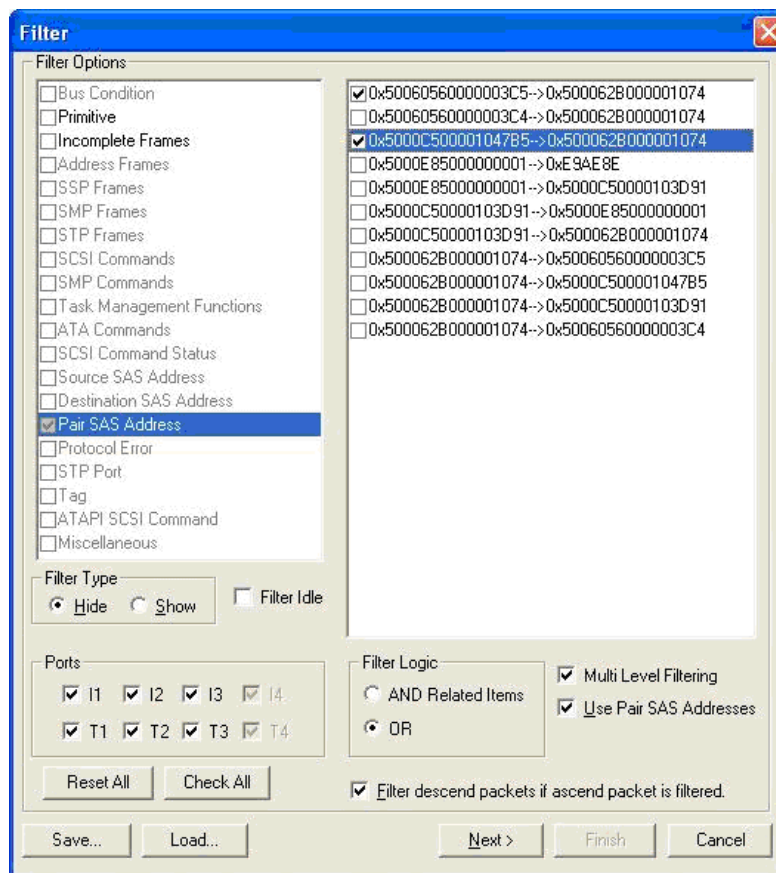 Filter
Filter Options
Bus Condition
Primitive
Incomplete Frames
Address Frames
SSP Frames
SMP Frames
STP Frames
SCSI Commands
SMP Commands
Task Management Functions
ATA Commands
SCSI Command Status
Source SAS Address
Destination SAS Address
Pair SAS Address
Protocol Error
STP Port
Tag
ATAPI SCSI Command
Miscellaneous
0x50060560000003C5-->0x500062B000001074
0x50060560000003C4-->0x500062B000001074
0x5000C500001047B5-->0x500062B000001074
0x5000E85000000001-->0xE9AE8E
0x5000E85000000001-->0x5000C50000103D91
0x5000C50000103D91-->0x5000E85000000001
0x5000C50000103D91-->0x500062B000001074
0x500062B000001074-->0x50060560000003C5
0x500062B000001074-->0x5000C500001047B5
0x500062B000001074-->0x5000C50000103D91
0x500062B000001074-->0x50060560000003C4
Filter Type
Hide Show
Filter Idle
Ports
I1 I2 I3 I4
T1 T2 T3 T4
Filter Logic
AND Related Items
OR
Multi Level Filtering
Use Pair SAS Addresses
Reset All Check All
Filter descend packets if ascend packet is filtered.
Save... Load... Next > Finish Cancel